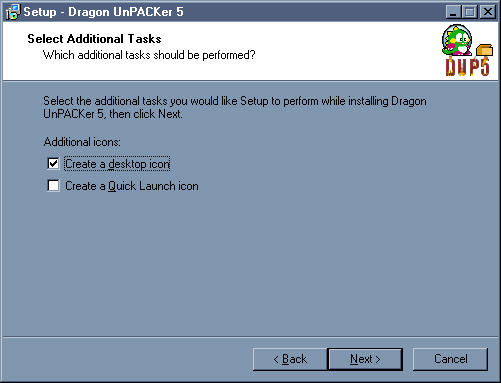 Setup - Dragon UnPACKer 5
Select Additional Tasks
Which additional tasks should be performed?
DUP5
Select the additional tasks you would like Setup to perform while installing Dragon
UnPACKer 5, then click Next.
Additional icons:
Create a desktop icon
Create a Quick Launch icon
< Back
Next >
Cancel